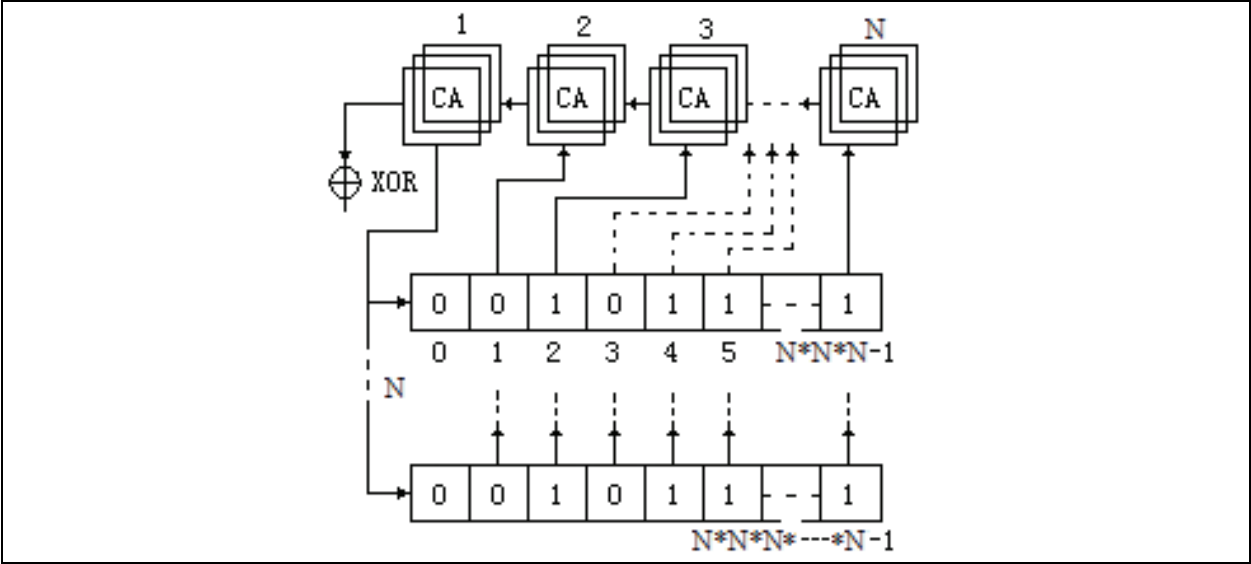 1 2 3 N
CA CA CA CA
XOR
0 0 1 0 1 1 1
0 1 2 3 4 5 N*N*N-1
N
0 0 1 0 1 1 1
N*N*N*---*N-1